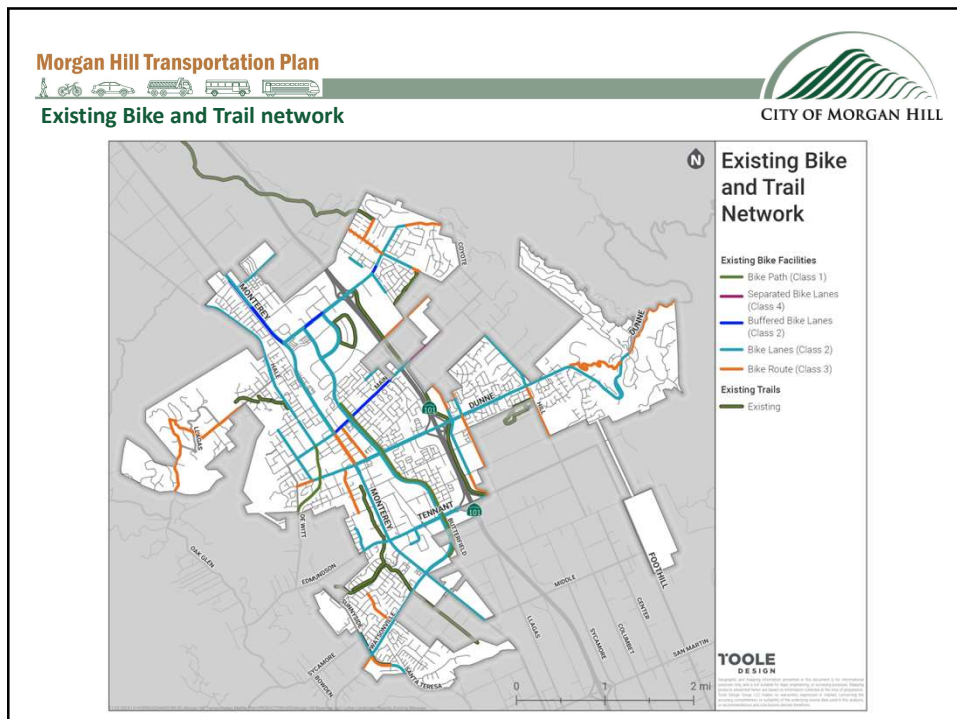 Morgan Hill Transportation Plan
CITY OF MORGAN HILL
Existing Bike and Trail network
N
Existing Bike
and Trail
Network
Existing Bike Facilities
Bike Path (Class 1)
Separated Bike Lanes
(Class 4)
Buffered Bike Lanes
(Class 2)
Bike Lanes (Class 2)
Bike Route (Class 3)
Existing Trails
Existing
COYOTE
MONTEREY
DUNNE
HALE
MAIN
DUNNE
HILL
101
LLAGAS
MONTEREY
TENNANT
101
BUTTERFIELD
DE WITT
OAK GLEN
EDMUNDSON
FOOTHILL
MIDDLE
SUNNYSIDE
WATSONVILLE
CENTER
COLUMBET
SYCAMORE
LLAGAS
SAN MARTIN
SYCAMORE
BOWDEN
SANTA TERESA
0 1 2 mi
TOOLE
DESIGN